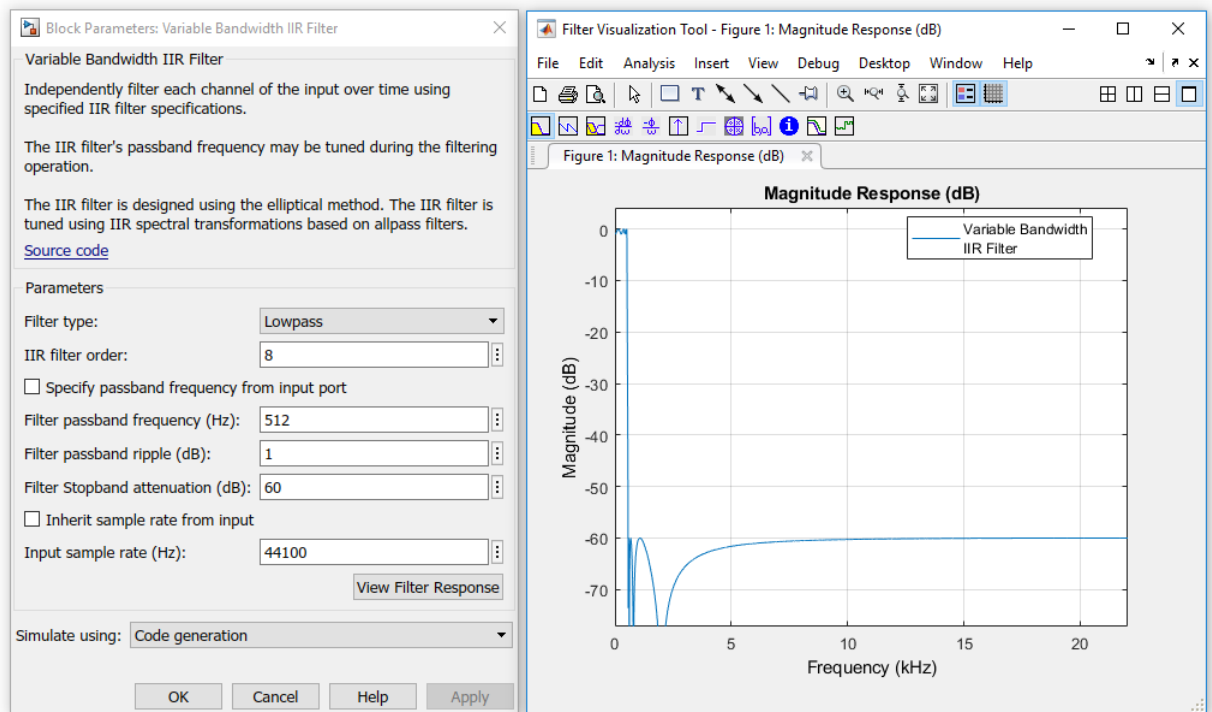 Block Parameters: Variable Bandwidth IIR Filter
Variable Bandwidth IIR Filter
Independently filter each channel of the input over time using
specified IIR filter specifications.
The IIR filter's passband frequency may be tuned during the filtering
operation.
The IIR filter is designed using the elliptical method. The IIR filter is
tuned using IIR spectral transformations based on allpass filters.
Source code
Parameters
Filter type: Lowpass
IIR filter order: 8
Specify passband frequency from input port
Filter passband frequency (Hz): 512
Filter passband ripple (dB): 1
Filter Stopband attenuation (dB): 60
Inherit sample rate from input
Input sample rate (Hz): 44100
View Filter Response
Simulate using: Code generation
OK Cancel Help Apply
Filter Visualization Tool - Figure 1: Magnitude Response (dB)
File Edit Analysis Insert View Debug Desktop Window Help
Figure 1: Magnitude Response (dB)
Magnitude Response (dB)
Variable Bandwidth
IIR Filter
Magnitude (dB)
0
-10
-20
-30
-40
-50
-60
-70
0 5 10 15 20
Frequency (kHz)